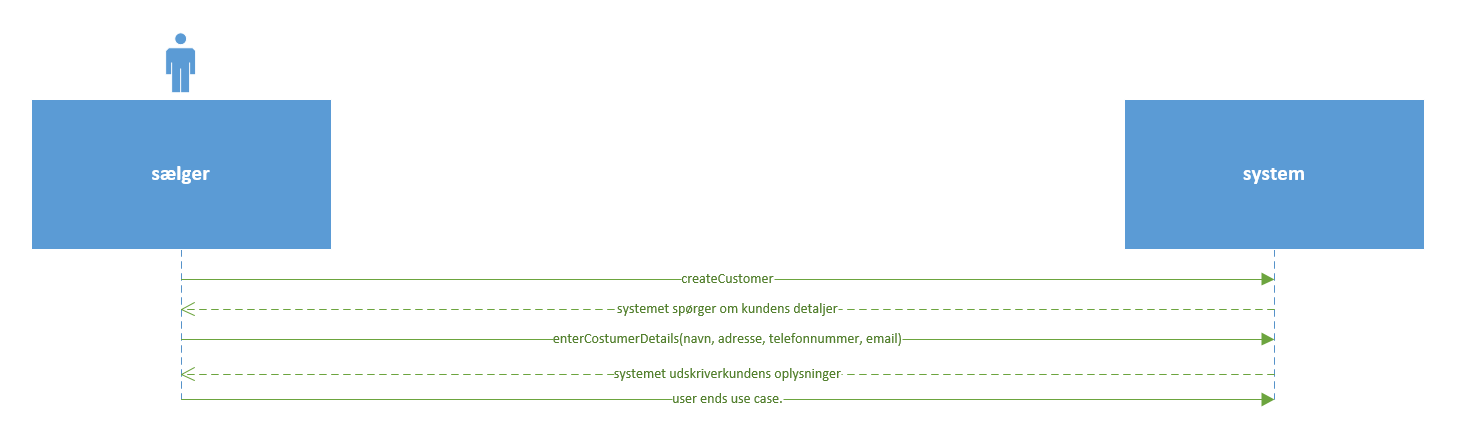 sælger
system
createCustomer
systemet spørger om kundens detaljer
enterCostumerDetails(navn, adresse, telefonnummer, email)
systemet udskriverkundens oplysninger
user ends use case.